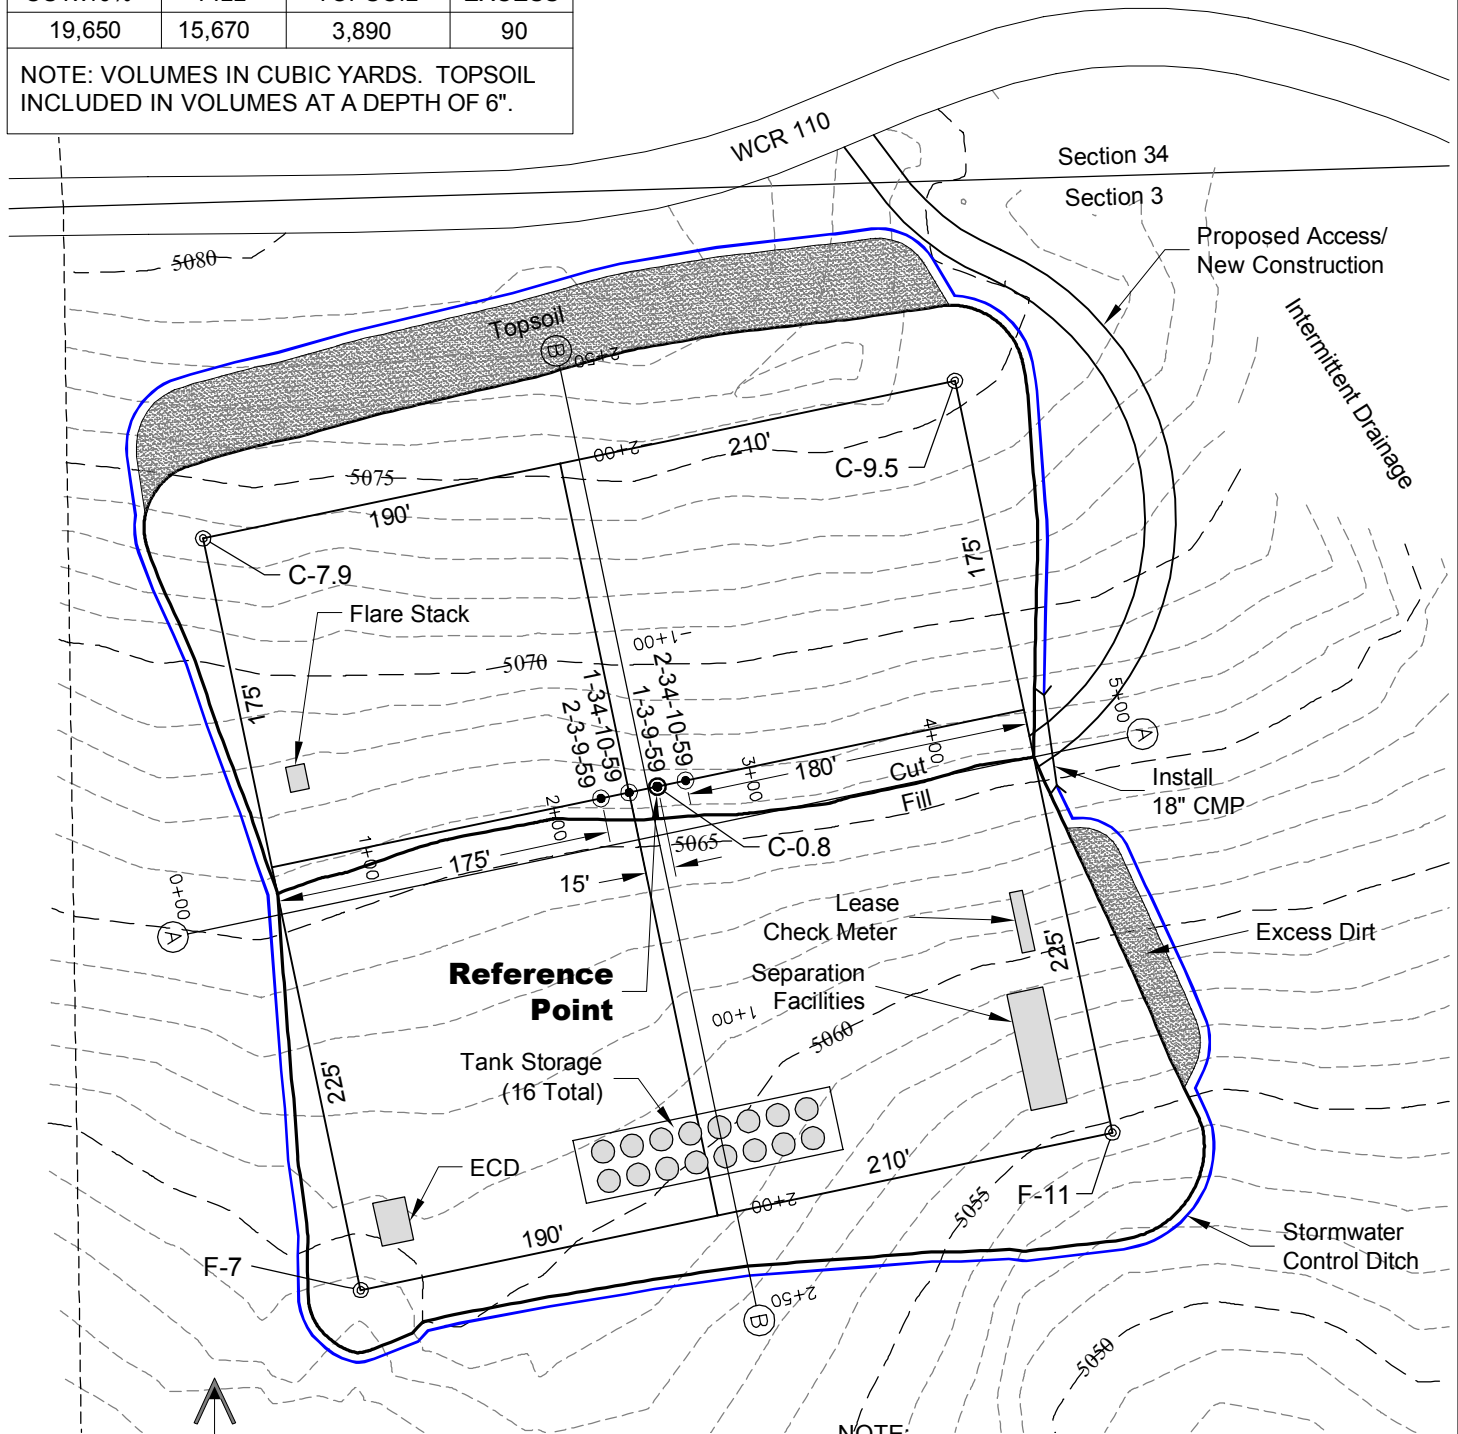 19,650 15,670 3,890 90
NOTE: VOLUMES IN CUBIC YARDS. TOPSOIL
INCLUDED IN VOLUMES AT A DEPTH OF 6".
WCR 110
Section 34
Section 3
Proposed Access/
New Construction
Intermittent Drainage
5080
Topsoil
B
2+50
2+00
210'
C-9.5
5075
190'
C-7.9
175'
Flare Stack
1+00
5070
175'
2-34-10-59
1-3-9-59
1-34-10-59
2-3-9-59
5+00
A
4+00
3+00
180'
Cut
Fill
Install
18" CMP
2+00
1+00
175'
5065
C-0.8
15'
0+00
A
Lease
Check Meter
225'
Excess Dirt
Reference
Point
Separation
Facilities
1+00
5060
Tank Storage
(16 Total)
225'
ECD
210'
2+00
F-11
5055
190'
F-7
Stormwater
Control Ditch
2+50
B
5050
NOTE: